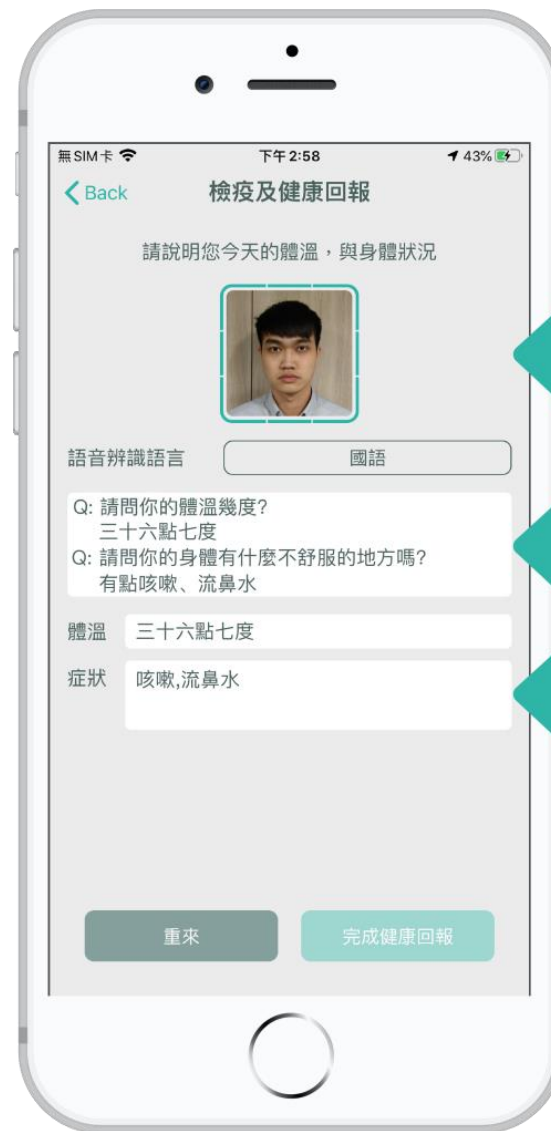 無SIM卡 下午2:58 43%
Back 檢疫及健康回報
請說明您今天的體溫，與身體狀況
語音辨識語言 國語
Q: 請問你的體溫幾度?
三十六點七度
Q: 請問你的身體有什麼不舒服的地方嗎?
有點咳嗽、流鼻水
體溫 三十六點七度
症狀 咳嗽,流鼻水
重來 完成健康回報